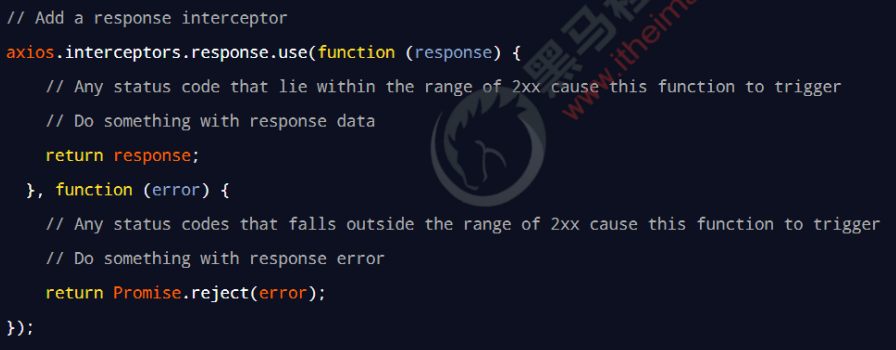 // Add a response interceptor
axios.interceptors.response.use(function (response) {
    // Any status code that lie within the range of 2xx cause this function to trigger
    // Do something with response data
    return response;
  }, function (error) {
    // Any status codes that falls outside the range of 2xx cause this function to trigger
    // Do something with response error
    return Promise.reject(error);
});
黑马
www.itheima